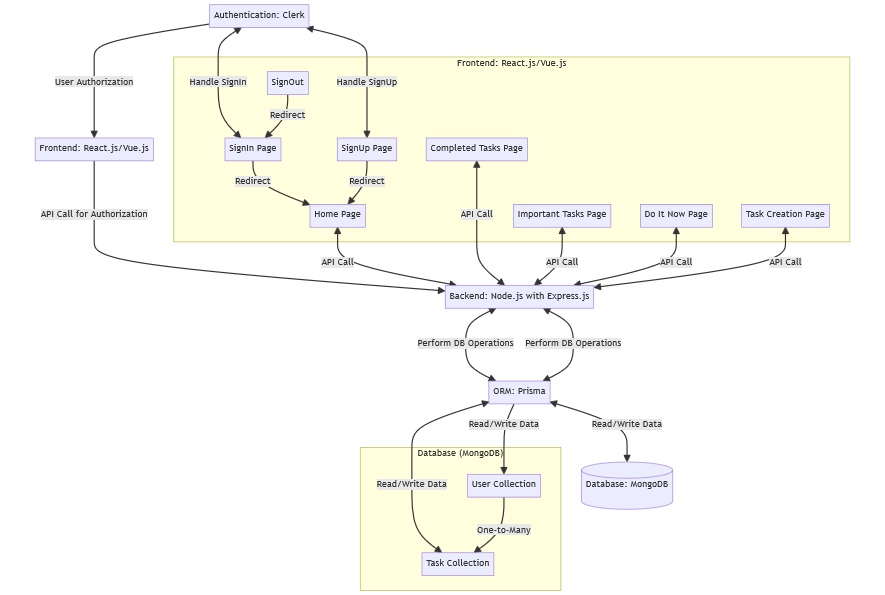 Authentication: Clerk
Frontend: React.js/Vue.js
User Authorization
Handle SignIn
SignOut
Handle SignUp
Redirect
Frontend: React.js/Vue.js
SignIn Page
SignUp Page
Completed Tasks Page
Redirect
Redirect
API Call for Authorization
Home Page
API Call
Important Tasks Page
Do It Now Page
Task Creation Page
API Call
API Call
API Call
API Call
Backend: Node.js with Express.js
Perform DB Operations
Perform DB Operations
ORM: Prisma
Read/Write Data
Read/Write Data
Database (MongoDB)
Read/Write Data
User Collection
Database: MongoDB
One-to-Many
Task Collection